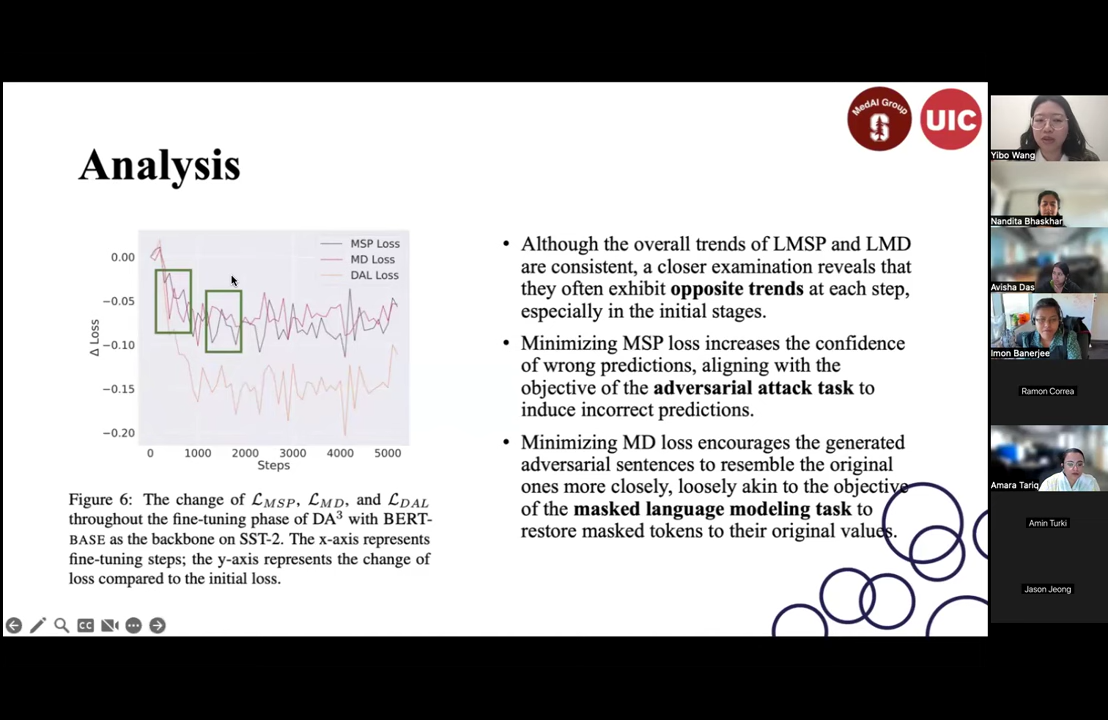 MedAI Group
S
UIC
Analysis
MSP Loss
MD Loss
DAL Loss
0.00
−0.05
−0.10
−0.15
−0.20
Δ Loss
0
1000
2000
3000
4000
5000
Steps
Figure 6: The change of ℒMSP, ℒMD, and ℒDAL
throughout the fine-tuning phase of DA³ with BERT-
BASE as the backbone on SST-2. The x-axis represents
fine-tuning steps; the y-axis represents the change of
loss compared to the initial loss.
• Although the overall trends of LMSP and LMD
are consistent, a closer examination reveals that
they often exhibit opposite trends at each step,
especially in the initial stages.
• Minimizing MSP loss increases the confidence
of wrong predictions, aligning with the
objective of the adversarial attack task to
induce incorrect predictions.
• Minimizing MD loss encourages the generated
adversarial sentences to resemble the original
ones more closely, loosely akin to the objective
of the masked language modeling task to
restore masked tokens to their original values.
CC
Yibo Wang
Nandita Bhaskhar
Avisha Das
Imon Banerjee
Ramon Correa
Amara Tariq
Amin Turki
Jason Jeong